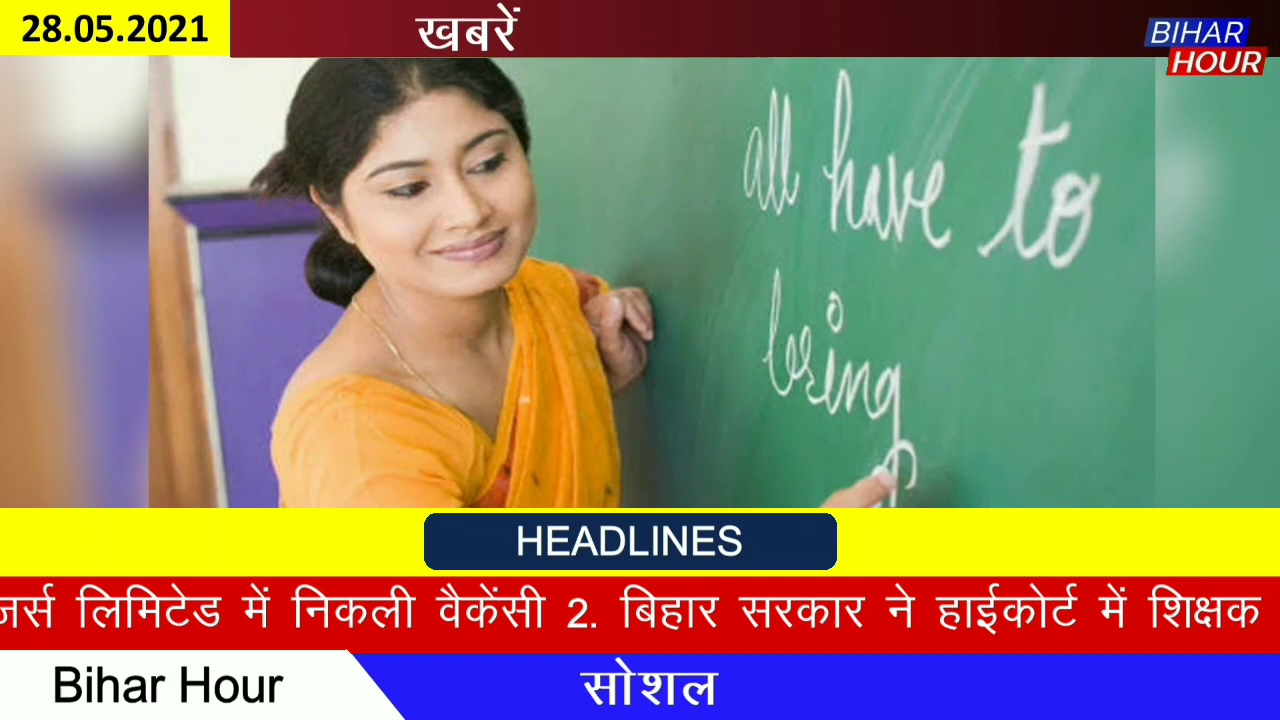 28.05.2021
खबरें
BIHAR
HOUR
all have to
bring
HEADLINES
लिमिटेड में निकली वैकेंसी 2. बिहार सरकार ने हाईकोर्ट में शिक्षक
Bihar Hour
सोशल